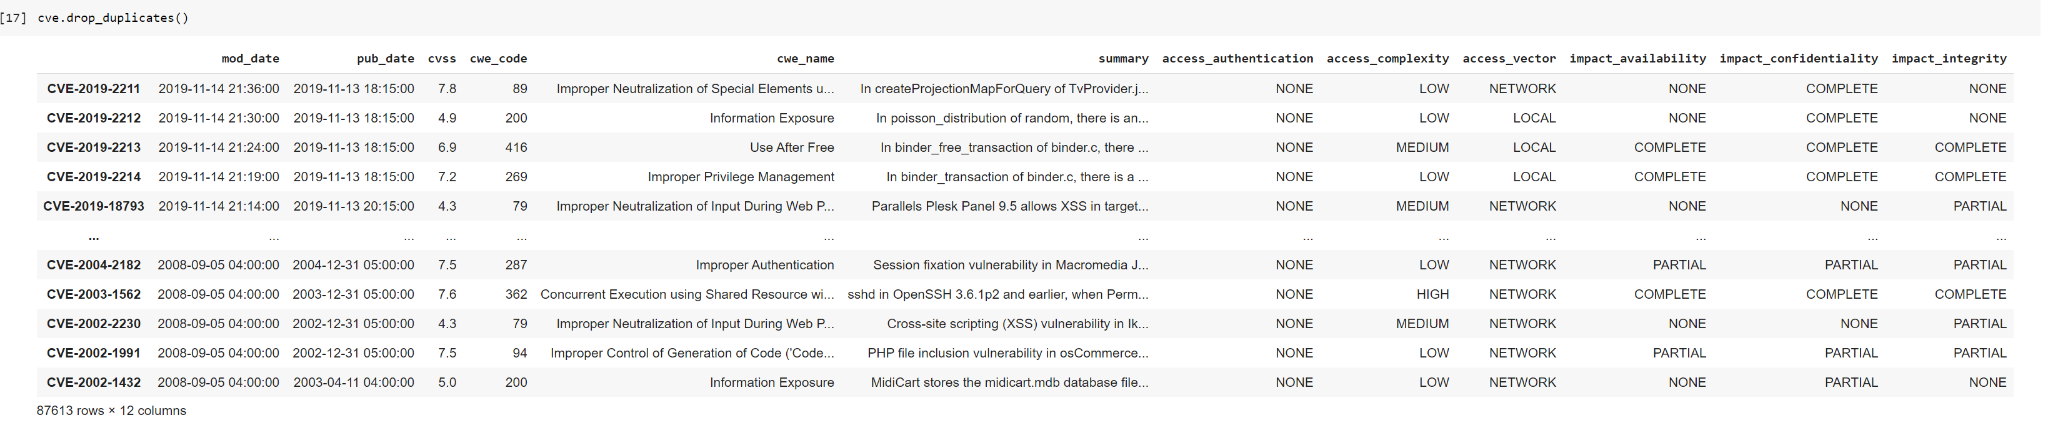 [17] cve.drop_duplicates()
mod_date pub_date cvss cwe_code cwe_name summary access_authentication access_complexity access_vector impact_availability impact_confidentiality impact_integrity
CVE-2019-2211 2019-11-14 21:36:00 2019-11-13 18:15:00 7.8 89 Improper Neutralization of Special Elements u... In createProjectionMapForQuery of TvProvider.j... NONE LOW NETWORK NONE COMPLETE NONE
CVE-2019-2212 2019-11-14 21:30:00 2019-11-13 18:15:00 4.9 200 Information Exposure In poisson_distribution of random, there is an... NONE LOW LOCAL NONE COMPLETE NONE
CVE-2019-2213 2019-11-14 21:24:00 2019-11-13 18:15:00 6.9 416 Use After Free In binder_free_transaction of binder.c, there ... NONE MEDIUM LOCAL COMPLETE COMPLETE COMPLETE
CVE-2019-2214 2019-11-14 21:19:00 2019-11-13 18:15:00 7.2 269 Improper Privilege Management In binder_transaction of binder.c, there is a ... NONE LOW LOCAL COMPLETE COMPLETE COMPLETE
CVE-2019-18793 2019-11-14 21:14:00 2019-11-13 20:15:00 4.3 79 Improper Neutralization of Input During Web P... Parallels Plesk Panel 9.5 allows XSS in target... NONE MEDIUM NETWORK NONE NONE PARTIAL
... ... ... ... ... ... ... ... ... ... ... ... ...
CVE-2004-2182 2008-09-05 04:00:00 2004-12-31 05:00:00 7.5 287 Improper Authentication Session fixation vulnerability in Macromedia J... NONE LOW NETWORK PARTIAL PARTIAL PARTIAL
CVE-2003-1562 2008-09-05 04:00:00 2003-12-31 05:00:00 7.6 362 Concurrent Execution using Shared Resource wi... sshd in OpenSSH 3.6.1p2 and earlier, when Perm... NONE HIGH NETWORK COMPLETE COMPLETE COMPLETE
CVE-2002-2230 2008-09-05 04:00:00 2002-12-31 05:00:00 4.3 79 Improper Neutralization of Input During Web P... Cross-site scripting (XSS) vulnerability in Ik... NONE MEDIUM NETWORK NONE NONE PARTIAL
CVE-2002-1991 2008-09-05 04:00:00 2002-12-31 05:00:00 7.5 94 Improper Control of Generation of Code ('Code... PHP file inclusion vulnerability in osCommerce... NONE LOW NETWORK PARTIAL PARTIAL PARTIAL
CVE-2002-1432 2008-09-05 04:00:00 2003-04-11 04:00:00 5.0 200 Information Exposure MidiCart stores the midicart.mdb database file... NONE LOW NETWORK NONE PARTIAL NONE
87613 rows × 12 columns